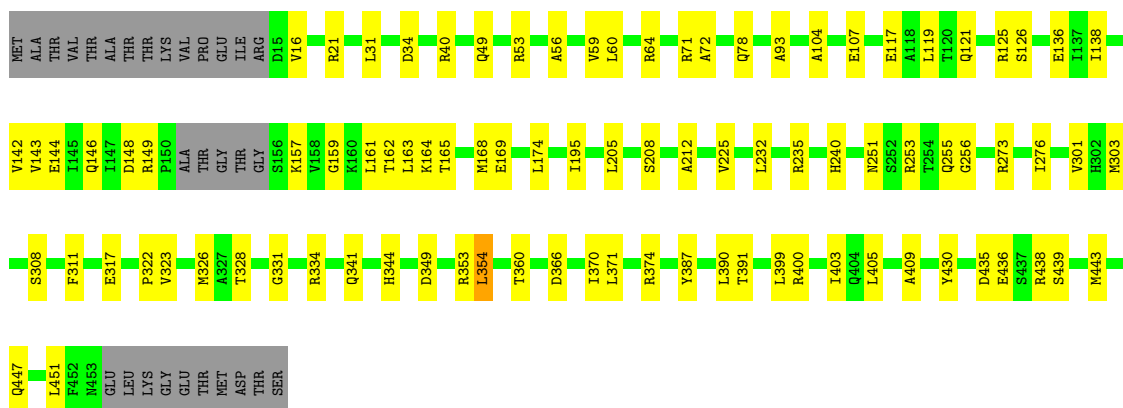 MET ALA THR VAL THR ALA THR THR LYS VAL PRO GLU ILE ARG D15 V16 R21 L31 D34 R40 Q49 R53 A56 V59 L60 R64 R71 A72 Q78 A93 A104 E107 E117 A118 L119 T120 Q121 R125 S126 E136 I137 I138
V142 V143 E144 I145 Q146 I147 D148 R149 P150 ALA THR GLY THR GLY S156 K157 V158 G159 K160 L161 T162 L163 K164 T165 M168 E169 L174 I195 L205 S208 A212 V225 L232 R235 H240 N251 S252 R253 T254 Q255 G256 R273 I276 V301 H302 M303
S308 F311 E317 P322 V323 M326 A327 T328 G331 R334 Q341 H344 D349 R353 L354 T360 D366 I370 L371 R374 Y387 L390 T391 L399 R400 I403 Q404 L405 A409 Y430 D435 E436 S437 R438 S439 M443
Q447 L451 F452 N453 GLU LEU LYS GLY GLU THR MET ASP THR SER